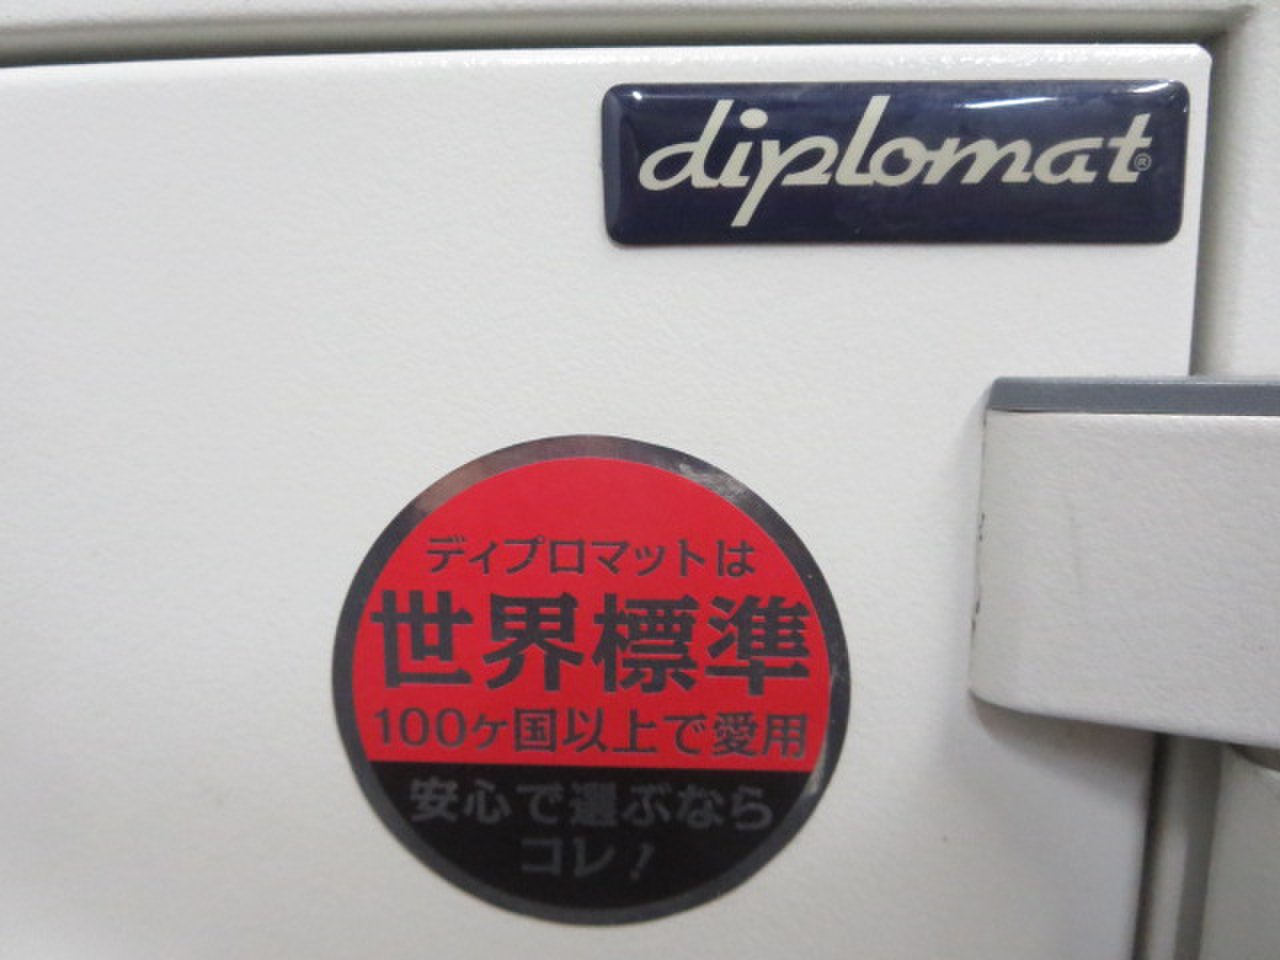 diplomat®
ディプロマットは
世界標準
100ヶ国以上で愛用
安心で選ぶなら
コレ!